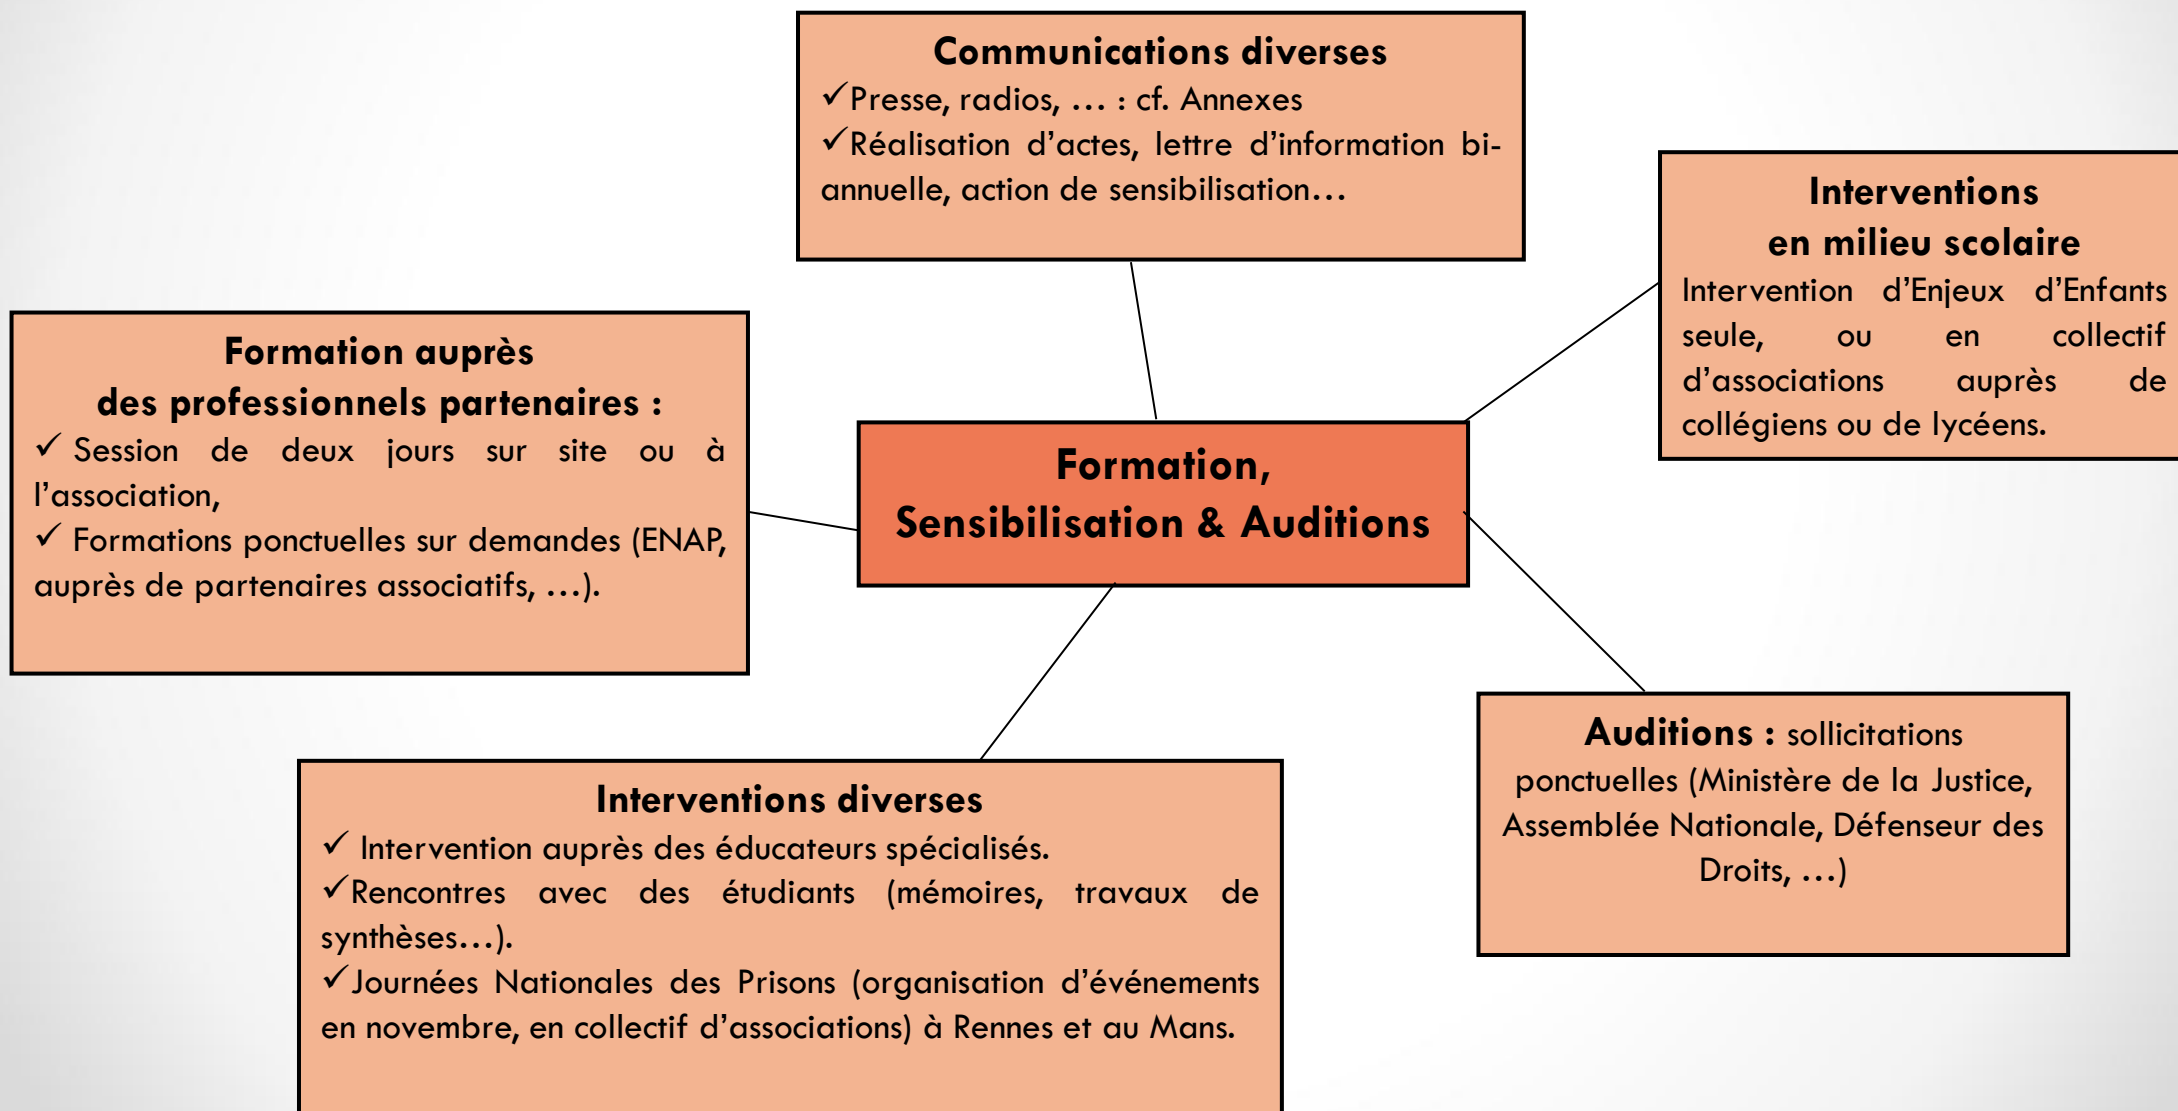 Communications diverses
✓Presse, radios, … : cf. Annexes
✓Réalisation d’actes, lettre d’information bi-
annuelle, action de sensibilisation…
Interventions
en milieu scolaire
Intervention d’Enjeux d’Enfants
seule, ou en collectif
d’associations auprès de
collégiens ou de lycéens.
Formation auprès
des professionnels partenaires :
✓ Session de deux jours sur site ou à
l’association,
✓ Formations ponctuelles sur demandes (ENAP,
auprès de partenaires associatifs, …).
Formation,
Sensibilisation & Auditions
Auditions : sollicitations
ponctuelles (Ministère de la Justice,
Assemblée Nationale, Défenseur des
Droits, …)
Interventions diverses
✓ Intervention auprès des éducateurs spécialisés.
✓Rencontres avec des étudiants (mémoires, travaux de
synthèses…).
✓Journées Nationales des Prisons (organisation d’événements
en novembre, en collectif d’associations) à Rennes et au Mans.